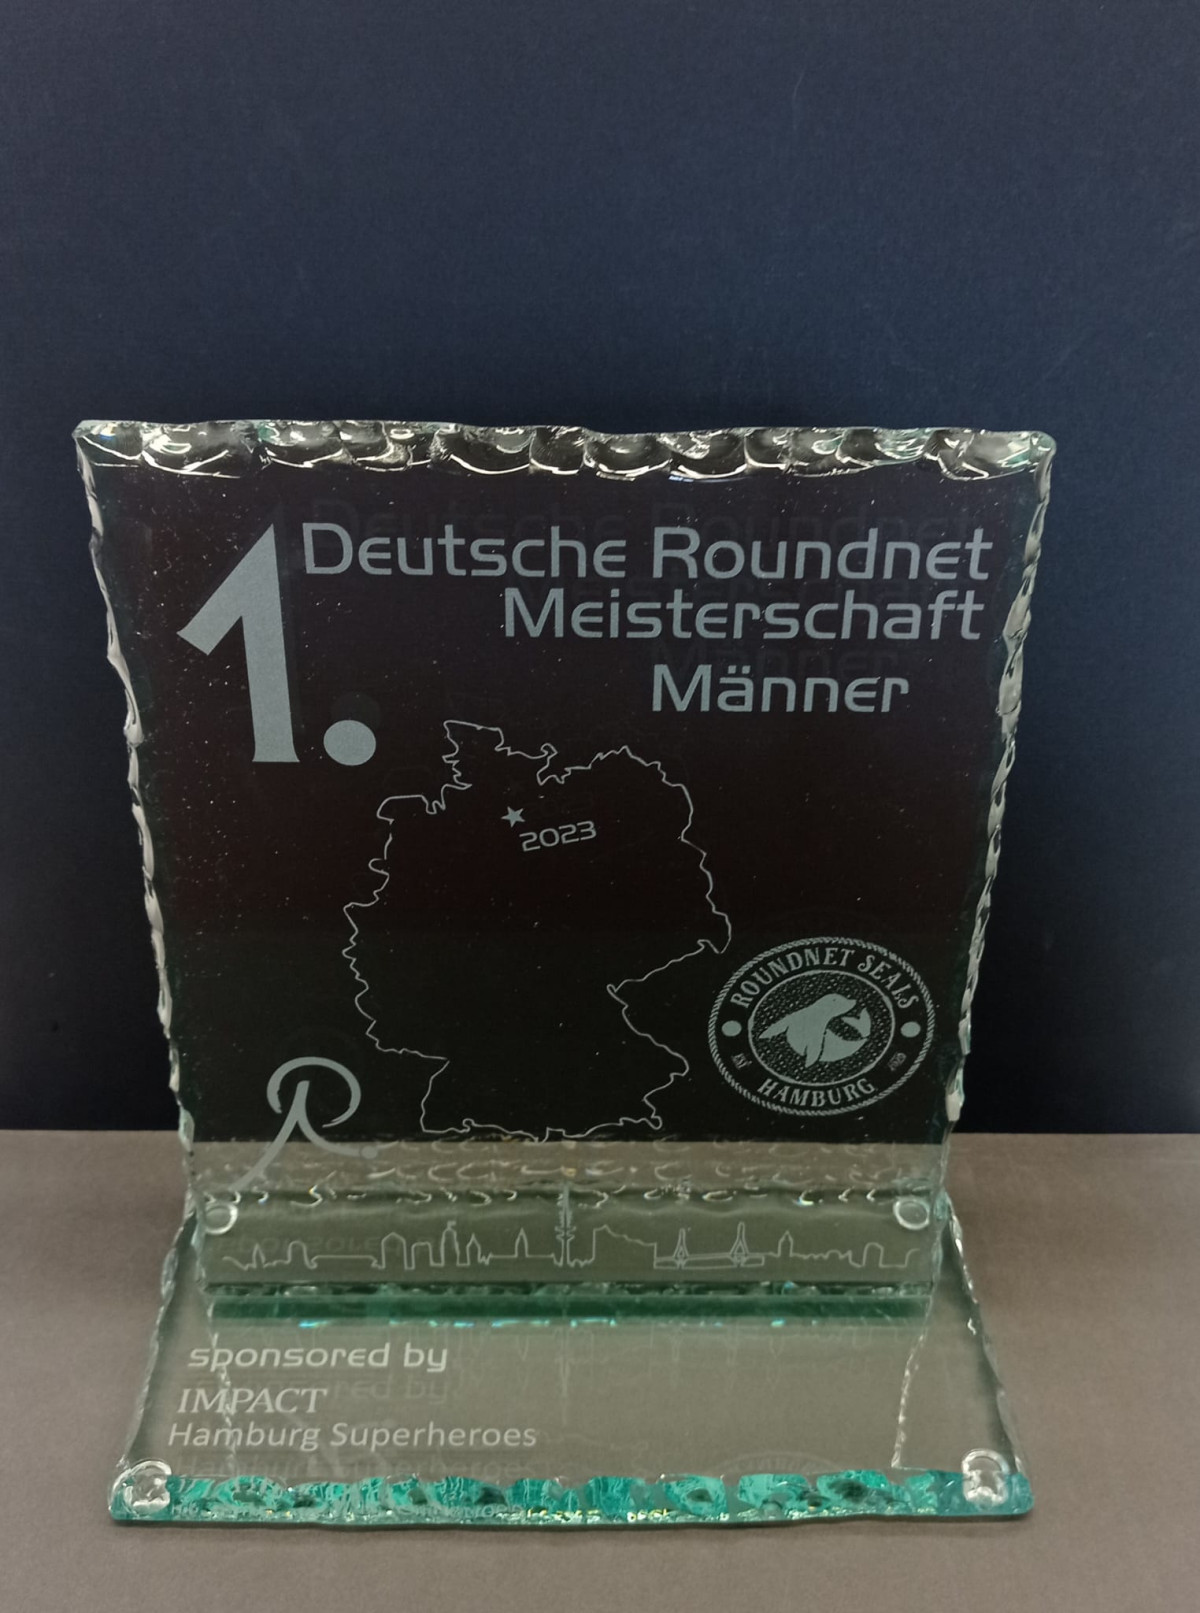 1.
Deutsche Roundnet
Meisterschaft
Männer
2023
ROUNDNET SEALS
HAMBURG
R.
sponsored by
IMPACT
Hamburg Superheroes